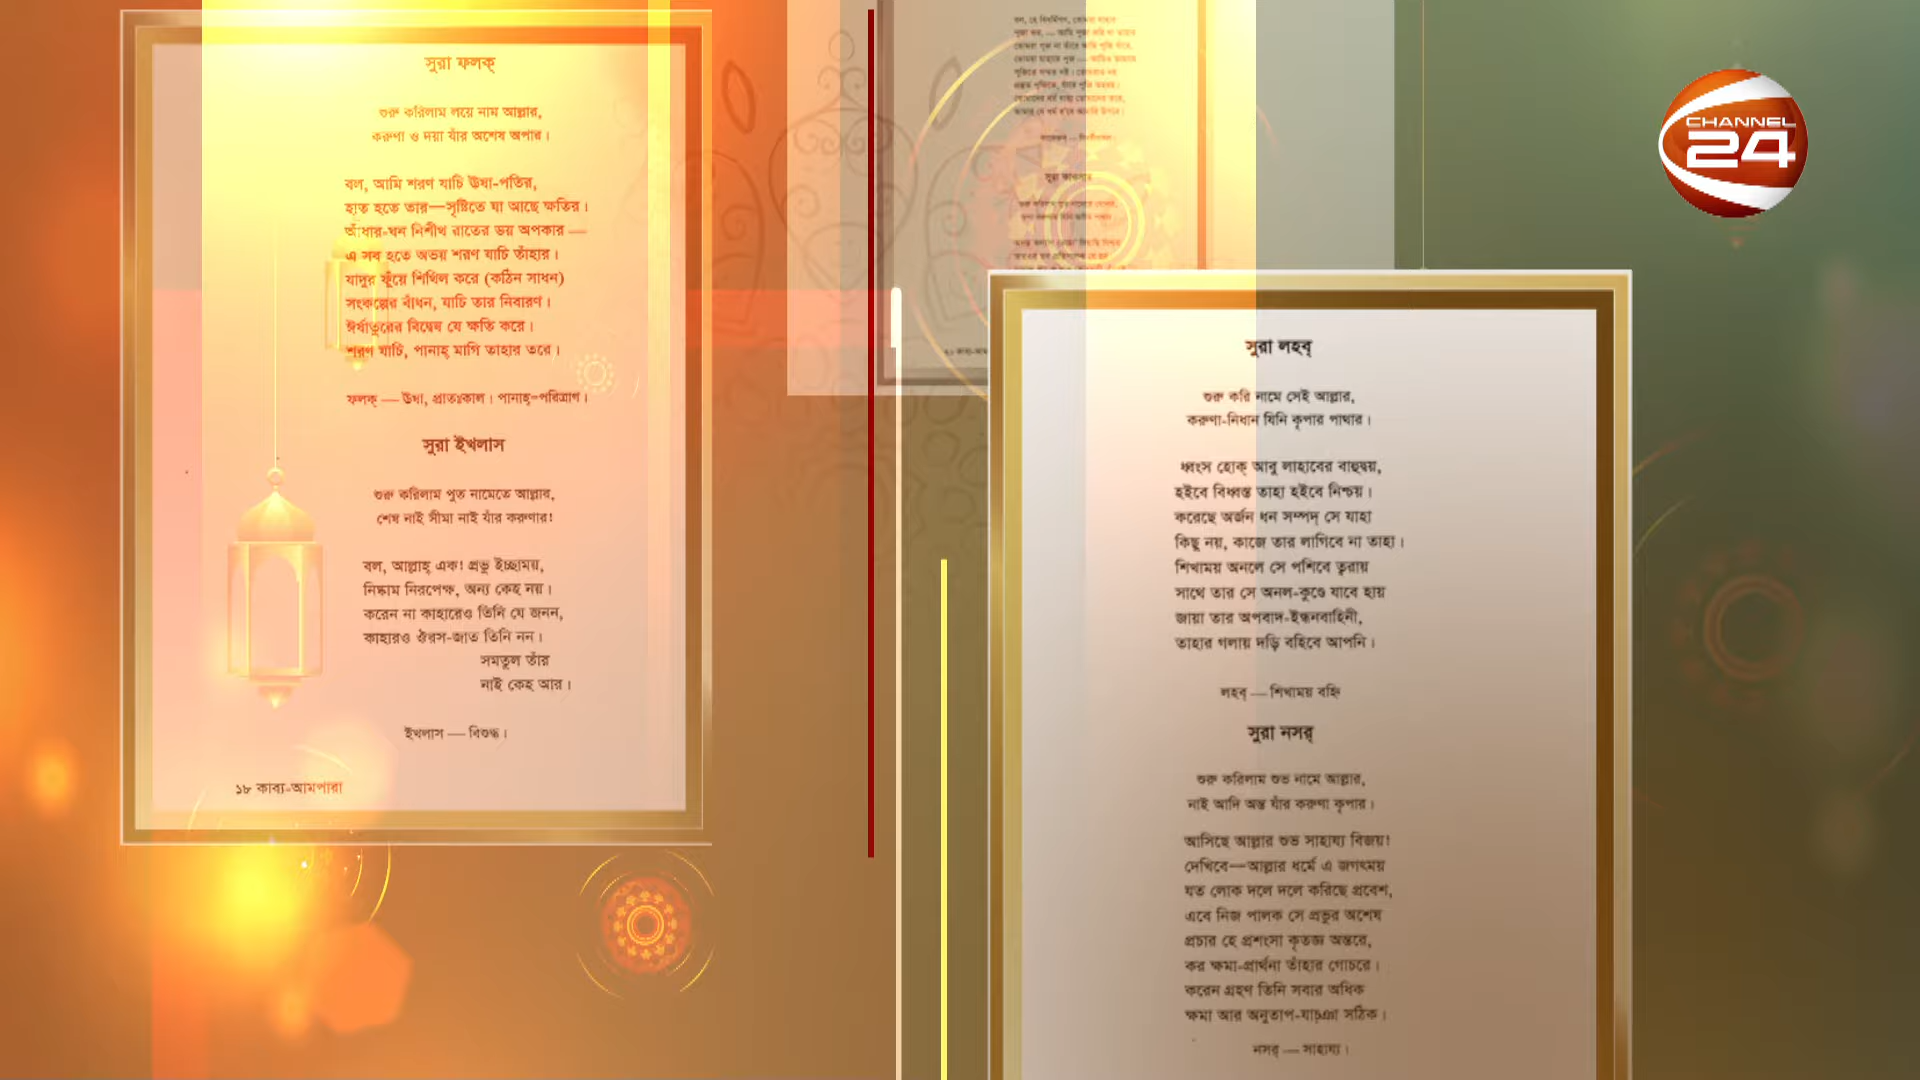 সুরা ফলক্
শুরু করিলাম লয়ে নাম আল্লার,
করুণা ও দয়া যাঁর অশেষ অপার।
বল, আমি শরণ যাচি ঊষা-পতির,
হাত হতে তার—সৃষ্টিতে যা আছে ক্ষতির।
আঁধার-ঘন নিশীথ রাতের ভয় অপকার —
এ সব হতে অভয় শরণ যাচি তাঁহার।
যাদুর ফুঁয়ে শিথিল করে (কঠিন সাধন)
সংকল্পের বাঁধন, যাচি তার নিবারণ।
ঈর্ষাতুরের বিদ্বেষ যে ক্ষতি করে।
শরণ যাচি, পানাহ্ মাগি তাহার তরে।
ফলক্ — ঊষা, প্রাতঃকাল। পানাহ্=পরিত্রাণ।
সুরা ইখলাস
শুরু করিলাম পুত নামেতে আল্লার,
শেষ নাই সীমা নাই যাঁর করুণার!
বল, আল্লাহ্ এক! প্রভু ইচ্ছাময়,
নিষ্কাম নিরপেক্ষ, অন্য কেহ নয়।
করেন না কাহারেও তিনি যে জনন,
কাহারও ঔরস-জাত তিনি নন।
সমতুল তাঁর
নাই কেহ আর।
ইখলাস — বিশুদ্ধ।
১৮ কাব্য-আমপারা
CHANNEL
24
সুরা লহব্
শুরু করি নামে সেই আল্লার,
করুণা-নিধান যিনি কৃপার পাথার।
ধ্বংস হোক্ আবু লাহাবের বাহুদ্বয়,
হইবে বিধ্বস্ত তাহা হইবে নিশ্চয়।
করেছে অর্জন ধন সম্পদ্ সে যাহা
কিছু নয়, কাজে তার লাগিবে না তাহা।
শিখাময় অনলে সে পশিবে ত্বরায়
সাথে তার সে অনল-কুণ্ডে যাবে হায়
জায়া তার অপবাদ-ইন্ধনবাহিনী,
তাহার গলায় দড়ি বহিবে আপনি।
লহব্ — শিখাময় বহ্নি
সুরা নসর্
শুরু করিলাম শুভ নামে আল্লার,
নাই আদি অন্ত যাঁর করুণা কৃপার।
আসিছে আল্লার শুভ সাহায্য বিজয়!
দেখিবে—আল্লার ধর্মে এ জগৎময়
যত লোক দলে দলে করিছে প্রবেশ,
এবে নিজ পালক সে প্রভুর অশেষ
প্রচার হে প্রশংসা কৃতজ্ঞ অন্তরে,
কর ক্ষমা-প্রার্থনা তাঁহার গোচরে।
করেন গ্রহণ তিনি সবার অধিক
ক্ষমা আর অনুতাপ-যাচ্ঞা সঠিক।
নসর্ — সাহায্য।